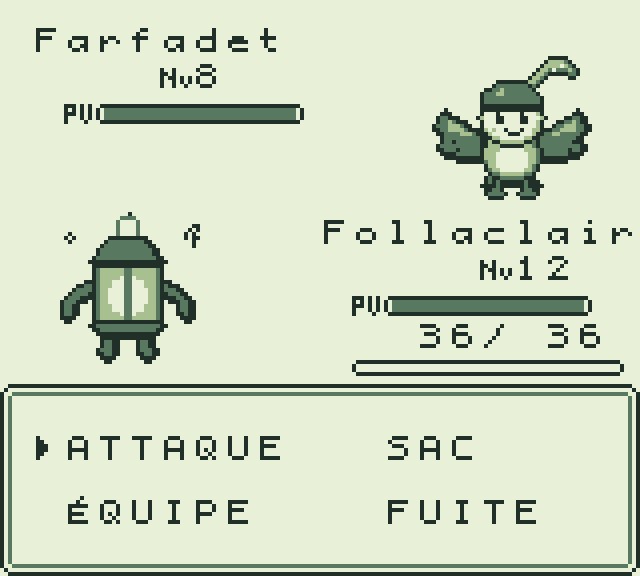 Farfadet
Nv8
PV
Follaclair
Nv12
PV
36/ 36
ATTAQUE SAC
ÉQUIPE FUITE